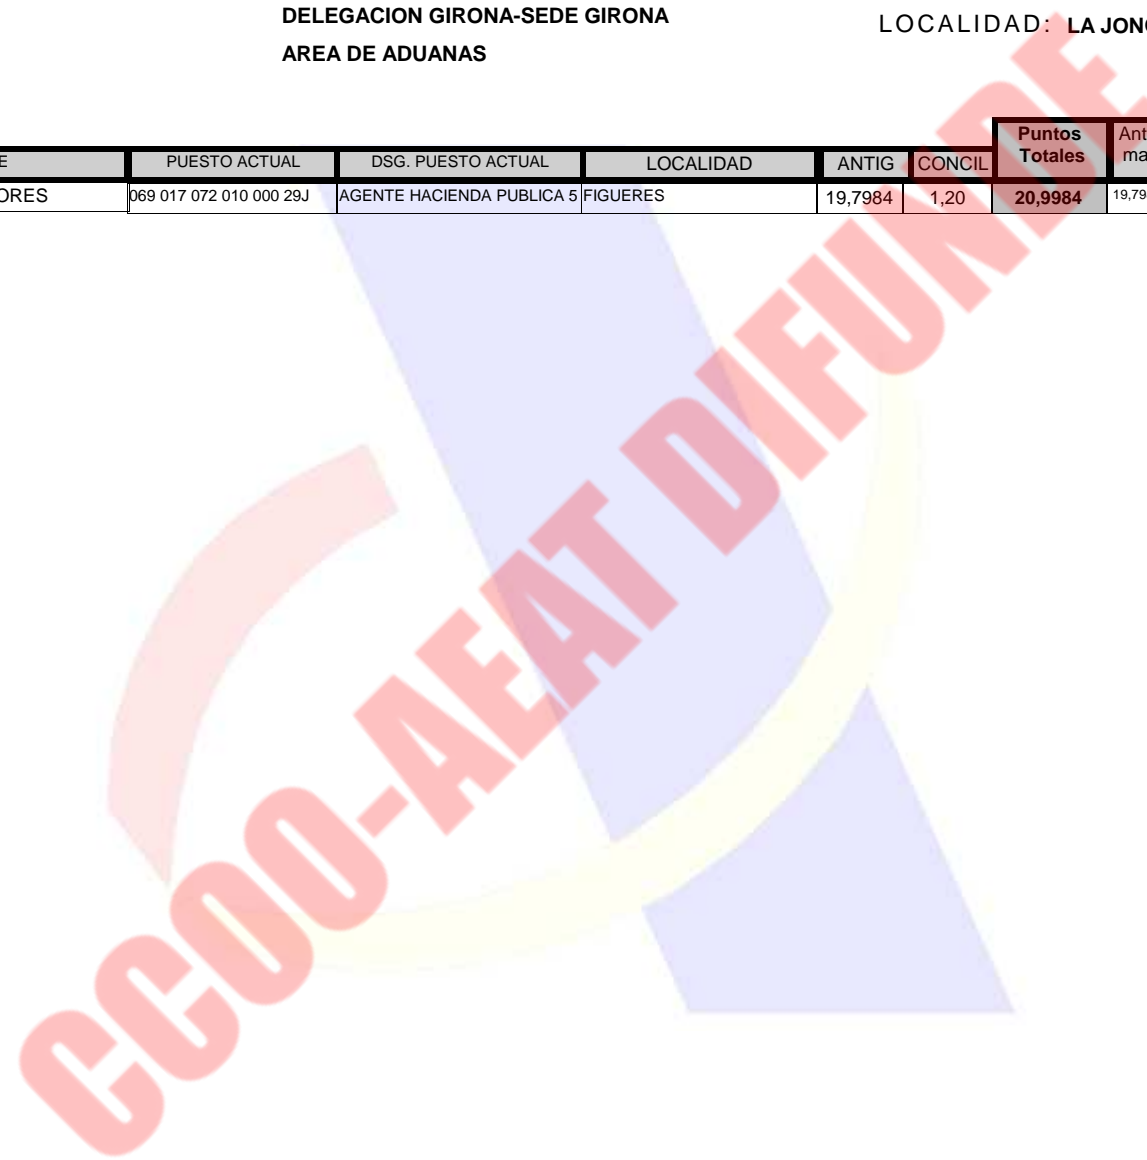 DELEGACION GIRONA-SEDE GIRONA
LOCALIDAD: LA JON
AREA DE ADUANAS
E PUESTO ACTUAL DSG. PUESTO ACTUAL LOCALIDAD ANTIG CONCIL Puntos Totales Ant ma
ORES 069 017 072 010 000 29J AGENTE HACIENDA PUBLICA 5 FIGUERES 19,7984 1,20 20,9984 19,79
CCOO-AEAT DIFUNDE